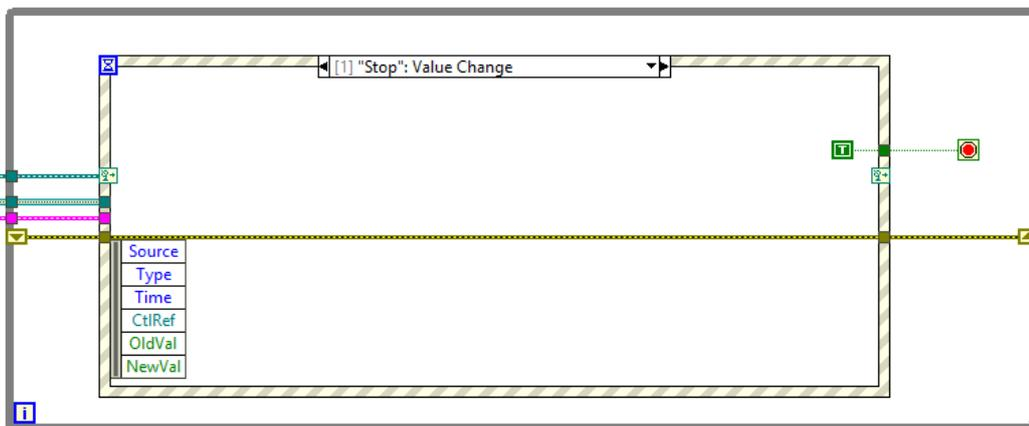 [1] "Stop": Value Change
T
Source
Type
Time
CtlRef
OldVal
NewVal
i